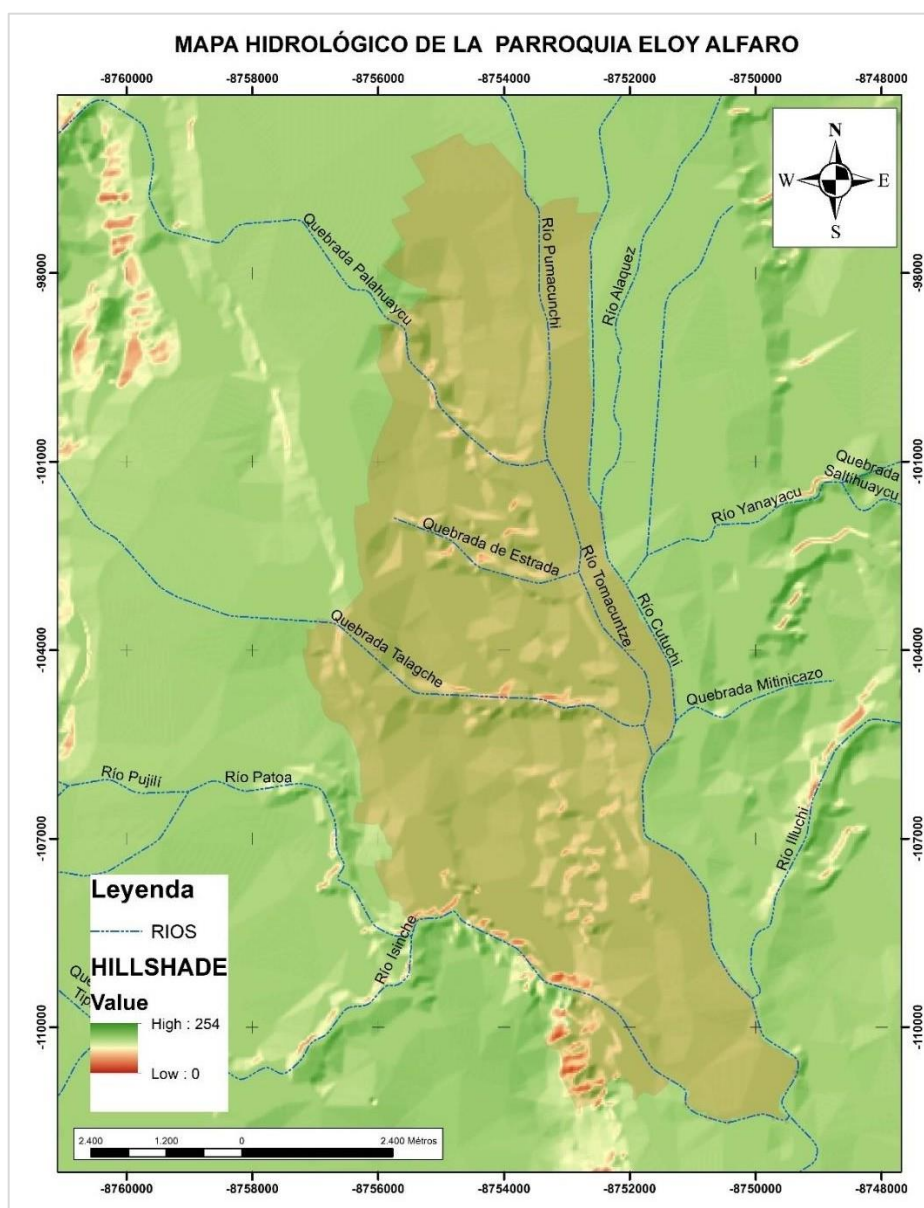 MAPA HIDROLÓGICO DE LA PARROQUIA ELOY ALFARO
-8760000 -8758000 -8756000 -8754000 -8752000 -8750000 -8748000
N
W E
S
Quebrada Palahuaycu
Río Pumacunchi
Río Alaquez
-98000 -98000
-101000 -101000
Quebrada
Saltihuaycu
Río Yanayacu
Quebrada de Estrada
Río Tomacuntze
Río Cutuchi
-104000 -104000
Quebrada Talagche
Quebrada Mitinicazo
Río Pujilí
Río Patoa
-107000 -107000
Río Illuchi
Río Isinche
Leyenda
RIOS
HILLSHADE
Value
High : 254
Low : 0
-110000 -110000
2.400 1.200 0 2.400 Métros
-8760000 -8758000 -8756000 -8754000 -8752000 -8750000 -8748000